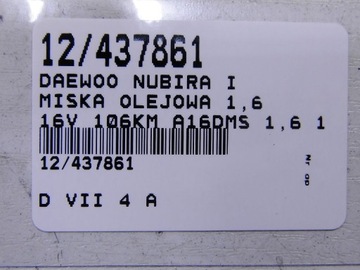 12/437861
DAEWOO NUBIRA I
MISKA OLEJOWA 1,6
16V 106KM A16DMS 1,6 1
12/437861
D VII 4 A